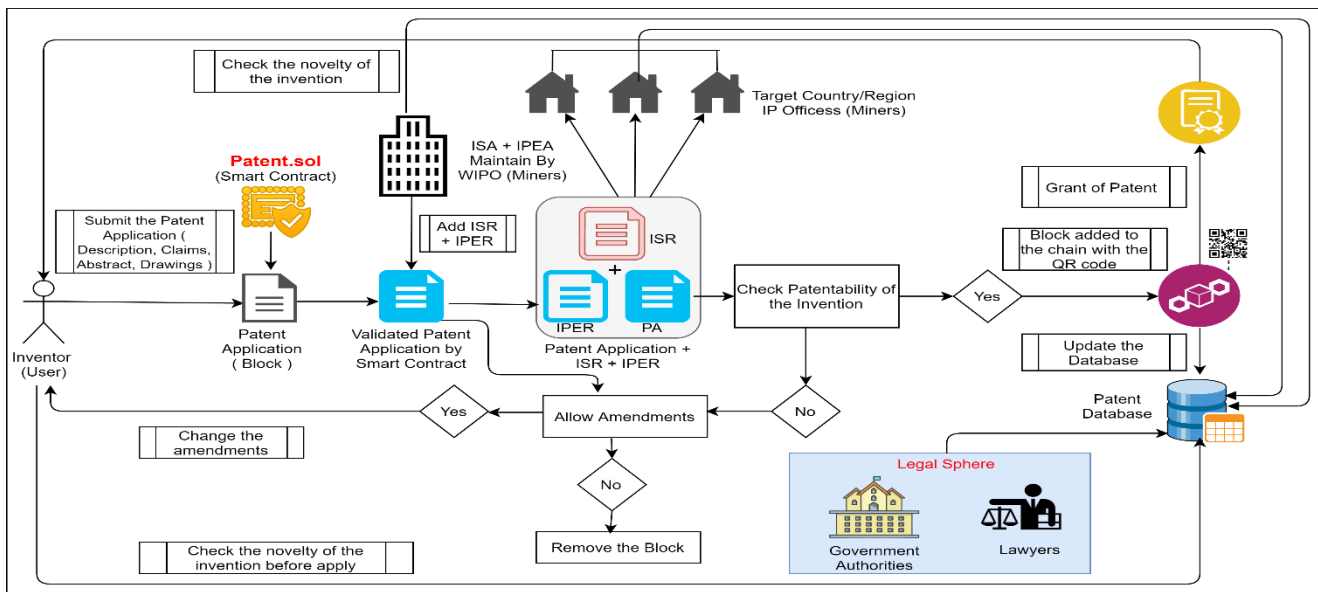 Check the novelty
of the invention
Target Country/Region
IP Officess (Miners)
ISA + IPEA
Maintain By
WIPO (Miners)
Patent.sol
(Smart Contract)
Grant of Patent
Submit the Patent
Application (
Description, Claims,
Abstract, Drawings )
Add ISR
+ IPER
ISR
+
IPER
PA
Block added to
the chain with the
QR code
Check Patentability of
the Invention
Yes
Inventor
(User)
Patent
Application
( Block )
Validated Patent
Application by
Smart Contract
Patent Application +
ISR + IPER
Update the
Database
Patent
Database
Yes
Allow Amendments
No
Change the
amendments
No
Legal Sphere
Remove the Block
Government
Authorities
Lawyers
Check the novelty of the
invention before apply